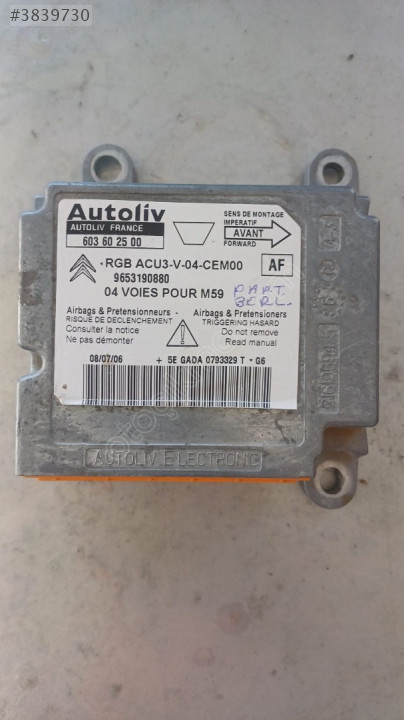 #3839730
Autoliv
AUTOLIV FRANCE
603 60 25 00
SENS DE MONTAGE
IMPERATIF
AVANT
FORWARD
RGB ACU3-V-04-CEM00
AF
9653190880
04 VOIES POUR M59
PART.
BERL.
Airbags & Pretensionneurs
RISQUE DE DECLENCHEMENT
Consulter la notice
Ne pas démonter
Airbags & Pretensioners
TRIGGERING HASARD
Do not remove
Read manual
08/07/06 + 5E GADA 0793329 T * G6
AUTOLIV ELECTRONIC